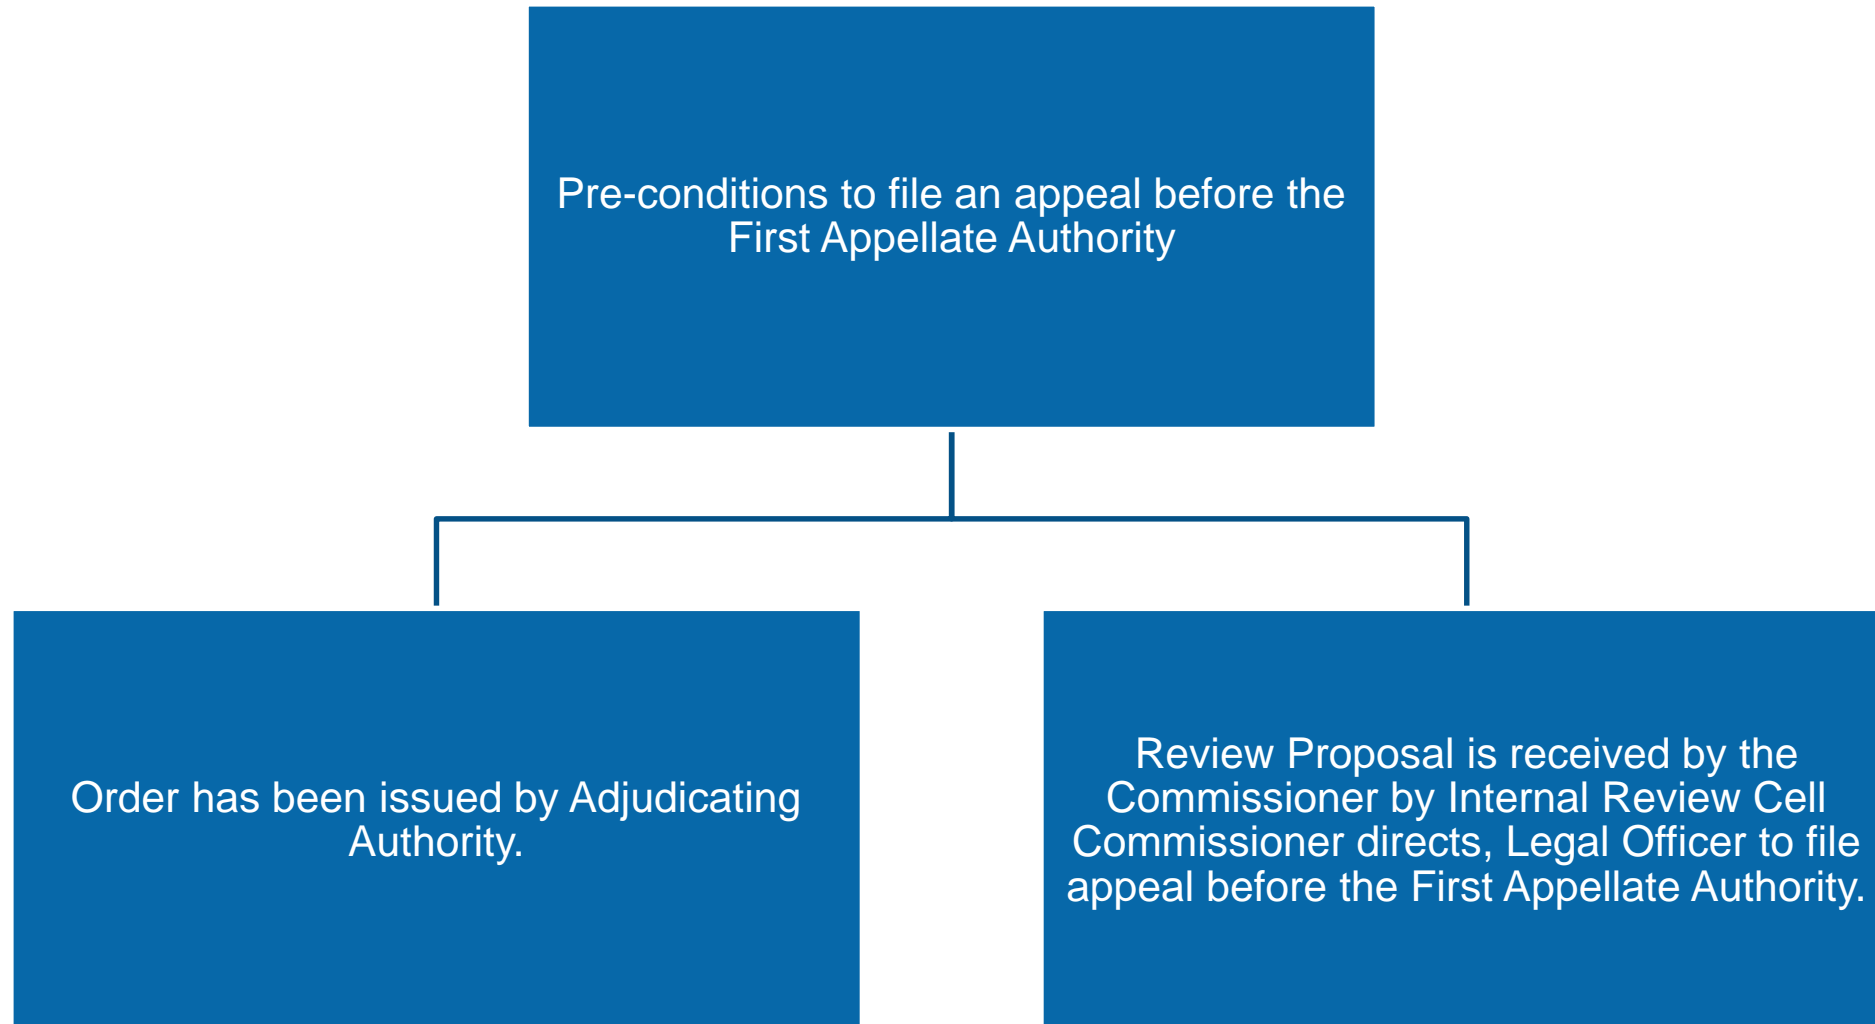 Pre-conditions to file an appeal before the
First Appellate Authority
Order has been issued by Adjudicating
Authority.
Review Proposal is received by the
Commissioner by Internal Review Cell
Commissioner directs, Legal Officer to file
appeal before the First Appellate Authority.